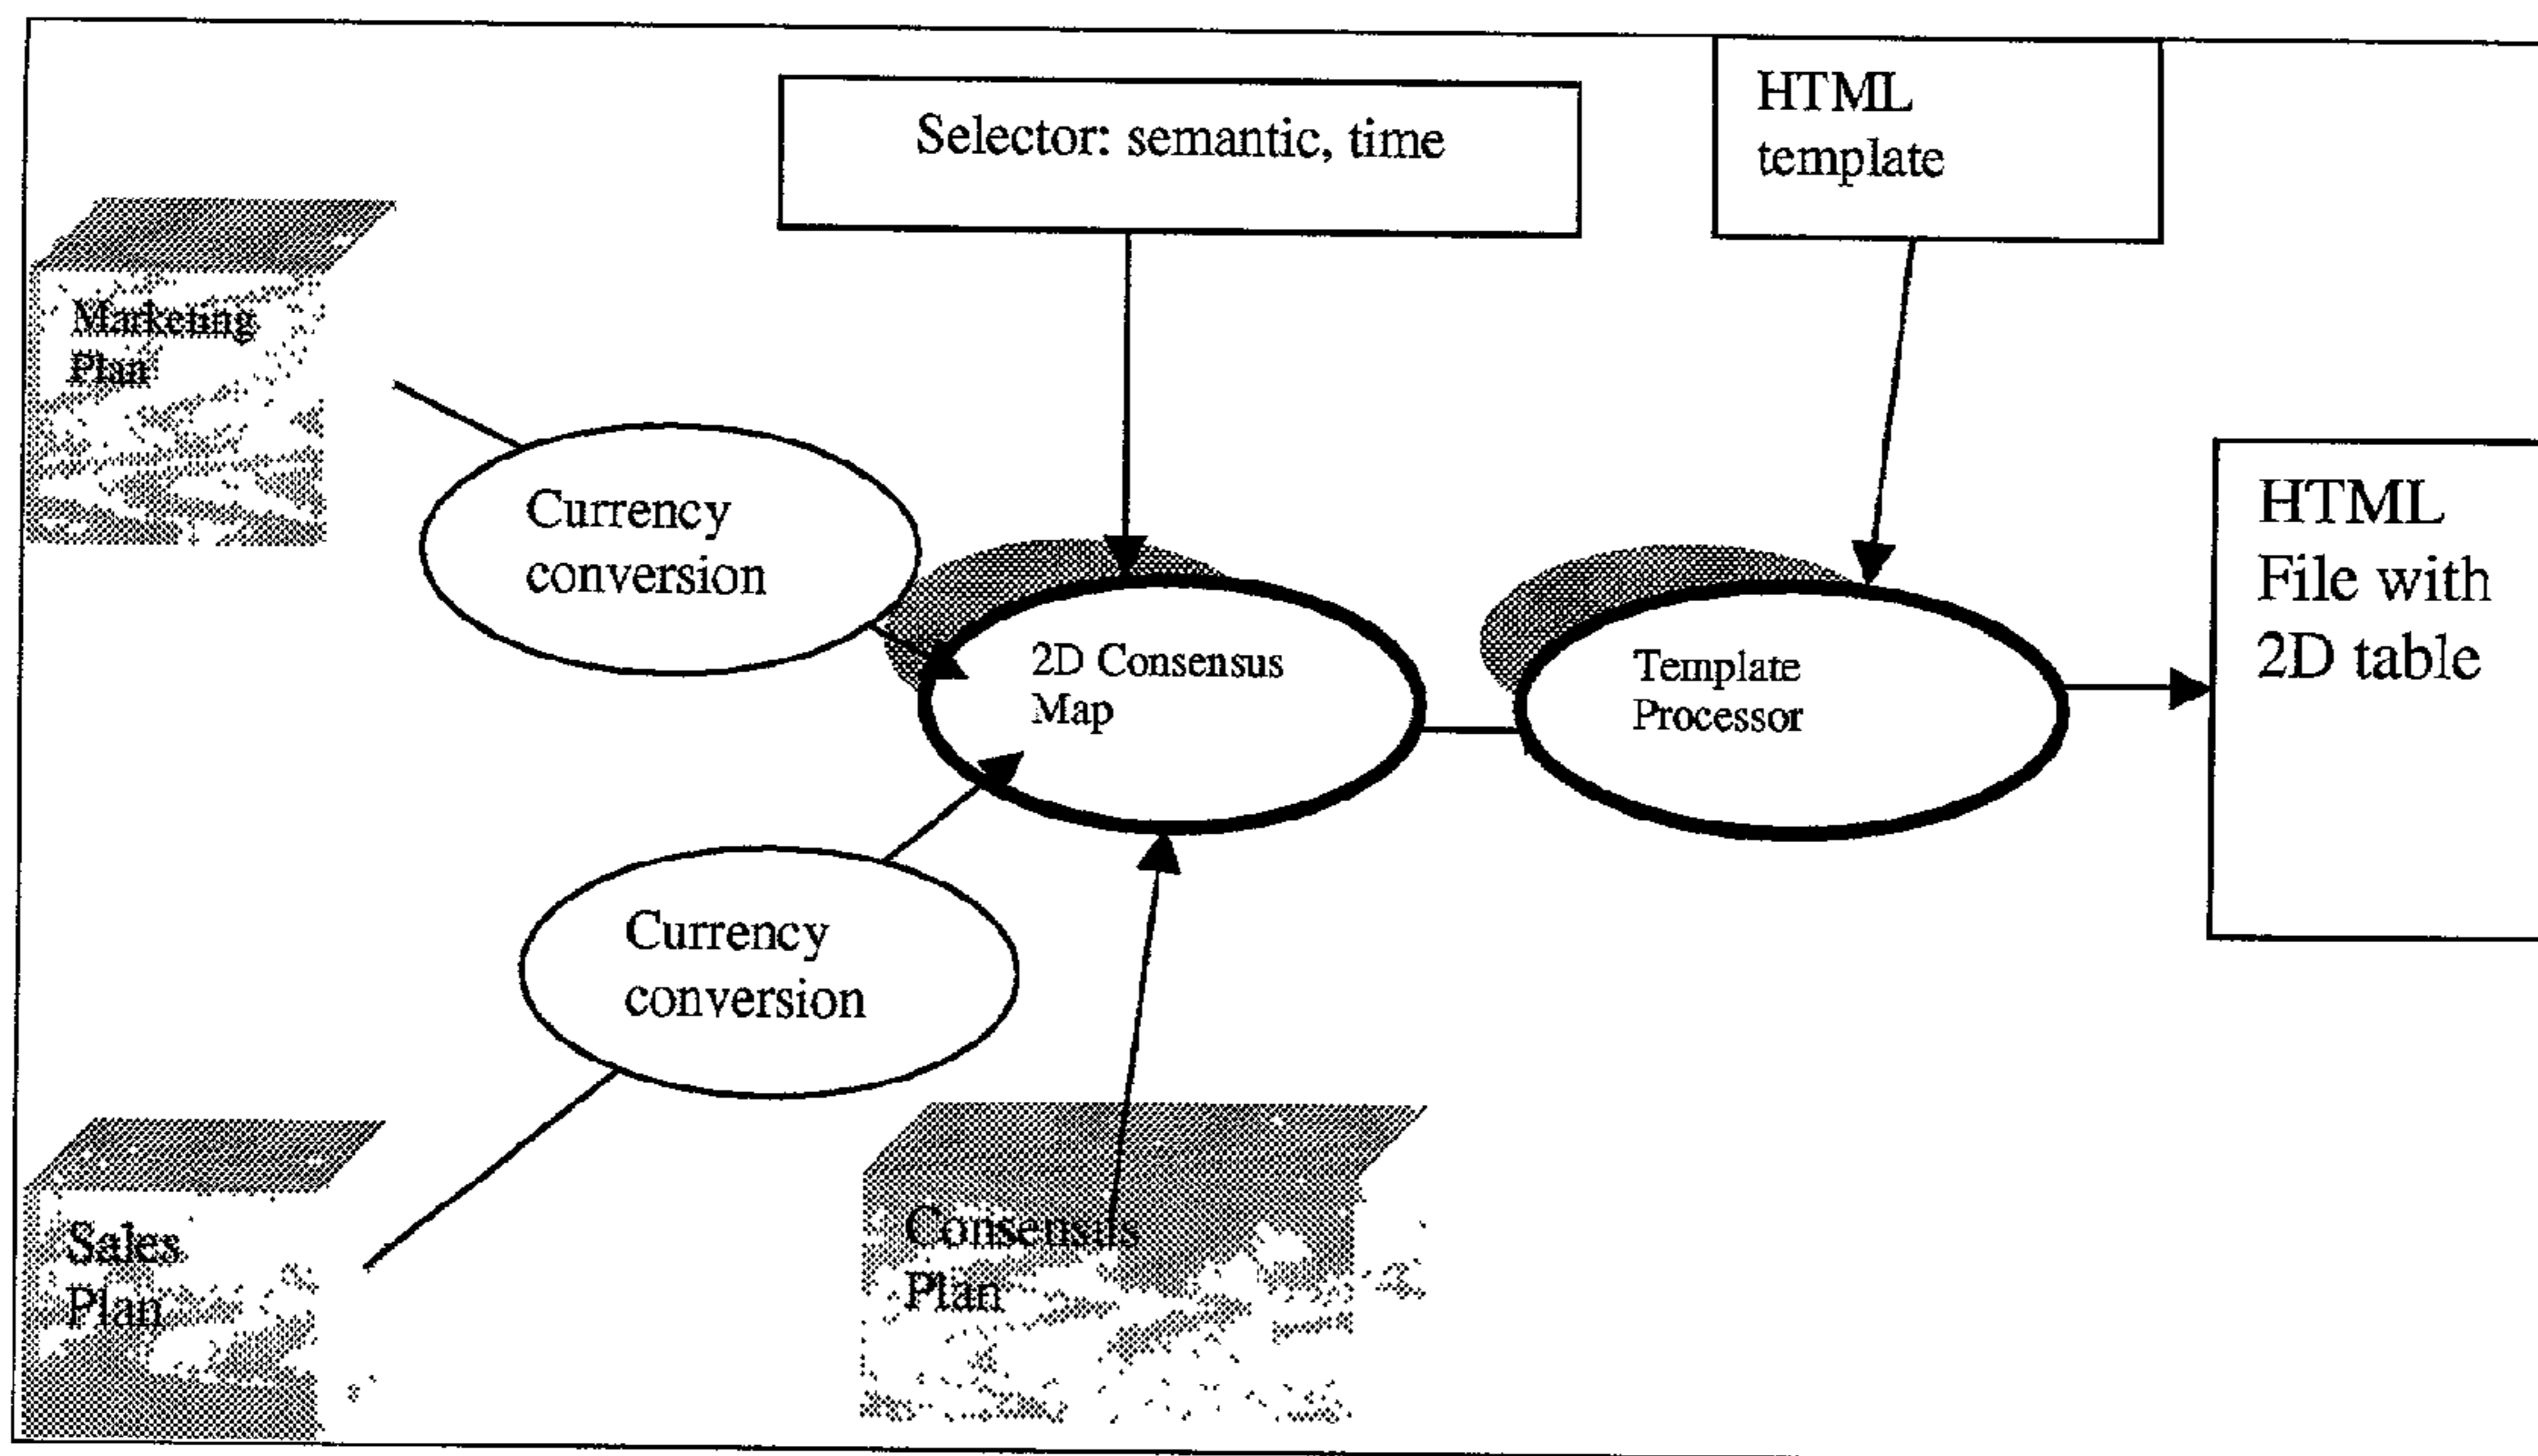 Selector: semantic, time
HTML
template
Marketing
Plan
Currency
conversion
HTML
File with
2D table
2D Consensus
Map
Template
Processor
Currency
conversion
Sales
Plan
Consensus
Plan